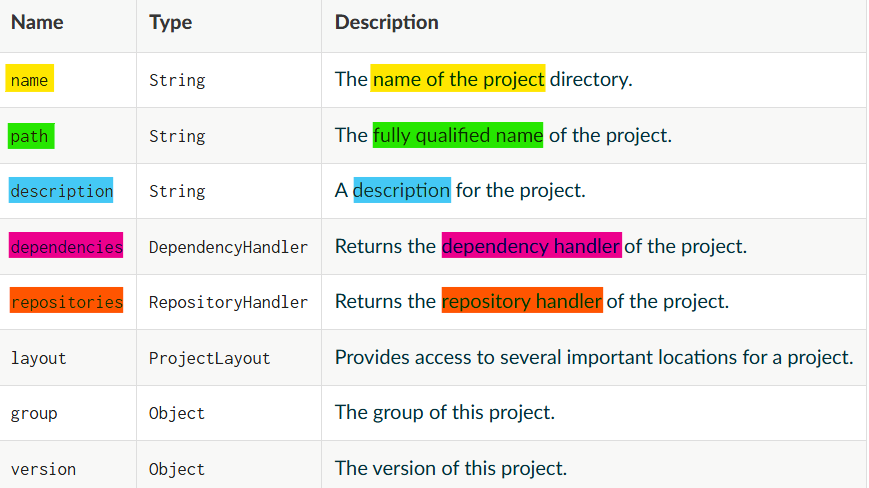 Name Type Description
name String The name of the project directory.
path String The fully qualified name of the project.
description String A description for the project.
dependencies DependencyHandler Returns the dependency handler of the project.
repositories RepositoryHandler Returns the repository handler of the project.
layout ProjectLayout Provides access to several important locations for a project.
group Object The group of this project.
version Object The version of this project.